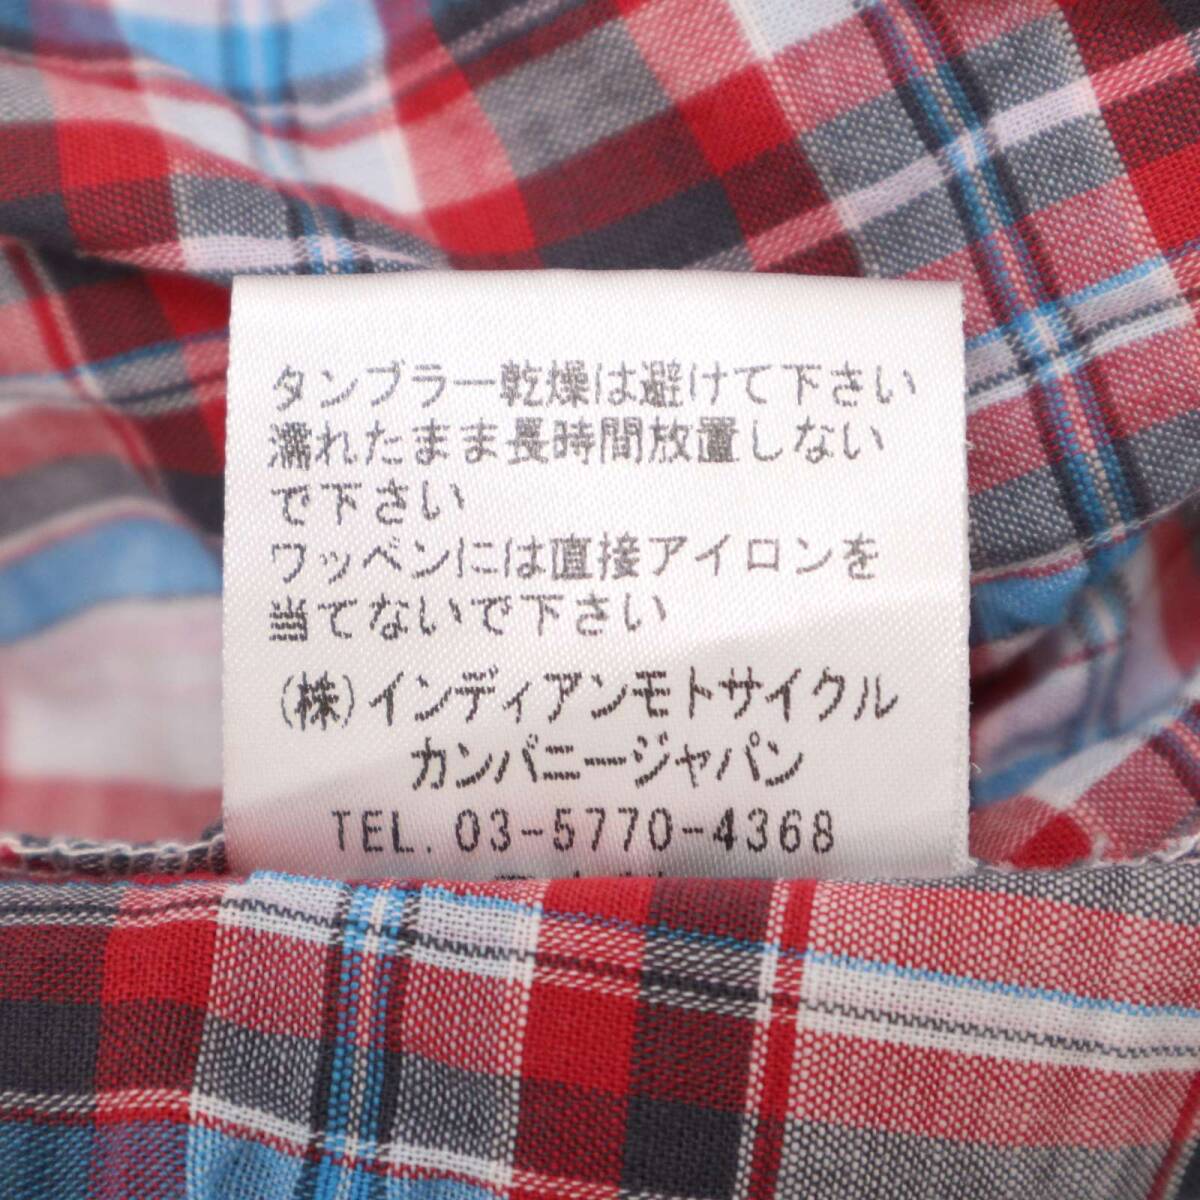 タンブラー乾燥は避けて下さい
濡れたまま長時間放置しない
で下さい
ワッペンには直接アイロンを
当てないで下さい
(株)インディアンモトサイクル
カンパニージャパン
TEL. 03-5770-4368